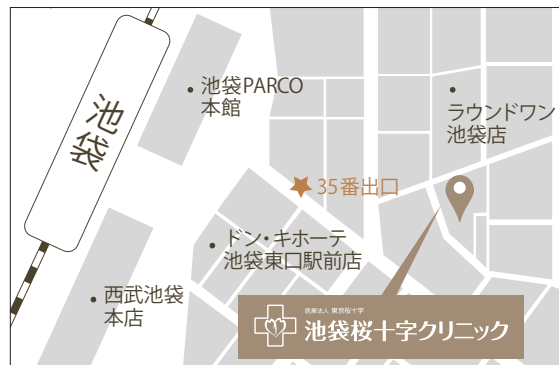 池袋
池袋PARCO
本館
ラウンドワン
池袋店
35番出口
ドン・キホーテ
池袋東口駅前店
西武池袋
本店
医療法人 東京桜十字
池袋桜十字クリニック